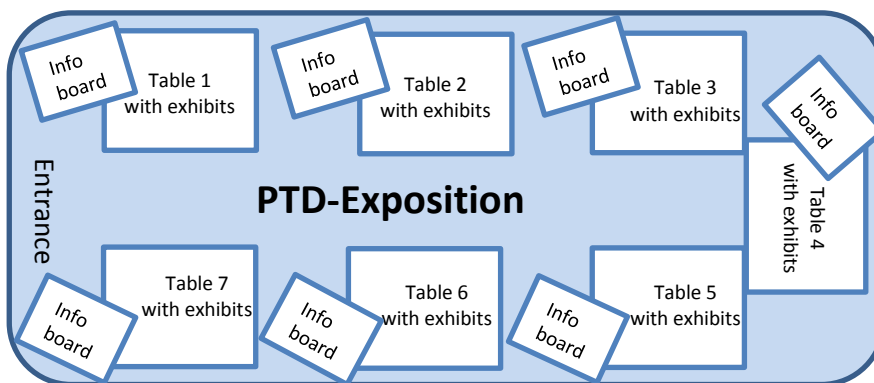 Info
board
Table 1
with exhibits
Info
board
Table 2
with exhibits
Info
board
Table 3
with exhibits
Info
board
Table 4
with exhibits
Entrance
PTD-Exposition
Info
board
Table 7
with exhibits
Info
board
Table 6
with exhibits
Info
board
Table 5
with exhibits